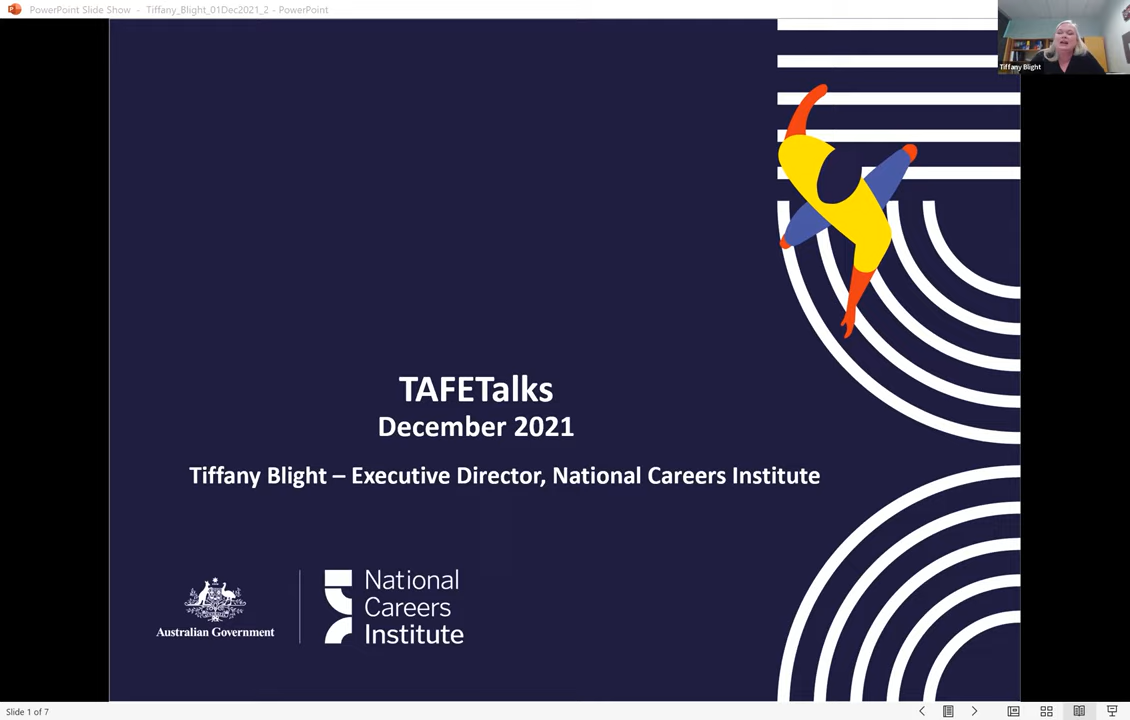 PowerPoint Slide Show - Tiffany_Blight_01Dec2021_2 - PowerPoint
Tiffany Blight
TAFETalks
December 2021
Tiffany Blight – Executive Director, National Careers Institute
Australian Government
National
Careers
Institute
Slide 1 of 7